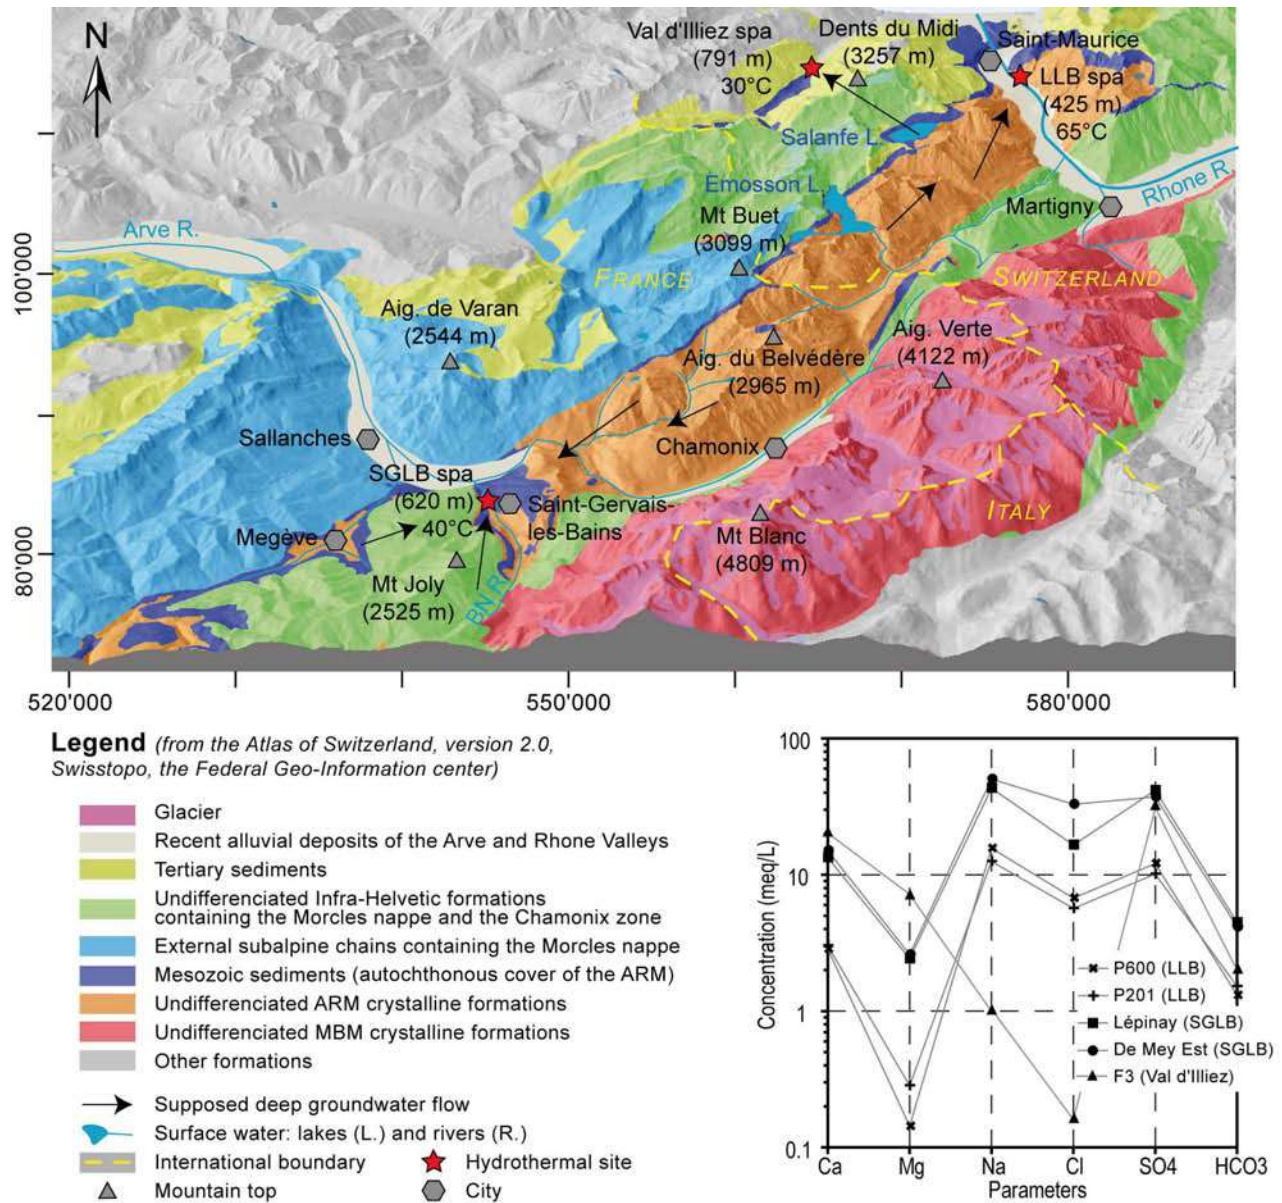 N
Val d'Illiez spa
(791 m)
30°C
Dents du Midi
(3257 m)
Saint-Maurice
LLB spa
(425 m)
65°C
Salanfe L.
Emosson L.
Mt Buet
(3099 m)
Martigny
Rhone R.
Arve R.
FRANCE
SWITZERLAND
Aig. de Varan
(2544 m)
Aig. Verte
(4122 m)
Aig. du Belvédère
(2965 m)
Sallanches
Chamonix
SGLB spa
(620 m)
40°C
Saint-Gervais-
les-Bains
ITALY
Megève
Mt Blanc
(4809 m)
Mt Joly
(2525 m)
BN R.
100'000
80'000
520'000
550'000
580'000
Legend (from the Atlas of Switzerland, version 2.0,
Swisstopo, the Federal Geo-Information center)
Glacier
Recent alluvial deposits of the Arve and Rhone Valleys
Tertiary sediments
Undifferenciated Infra-Helvetic formations
containing the Morcles nappe and the Chamonix zone
External subalpine chains containing the Morcles nappe
Mesozoic sediments (autochthonous cover of the ARM)
Undifferenciated ARM crystalline formations
Undifferenciated MBM crystalline formations
Other formations
Supposed deep groundwater flow
Surface water: lakes (L.) and rivers (R.)
International boundary
Hydrothermal site
Mountain top
City
Concentration (meq/L)
100
10
1
0.1
P600 (LLB)
P201 (LLB)
Lépinay (SGLB)
De Mey Est (SGLB)
F3 (Val d'Illiez)
Ca
Mg
Na
Cl
SO4
HCO3
Parameters